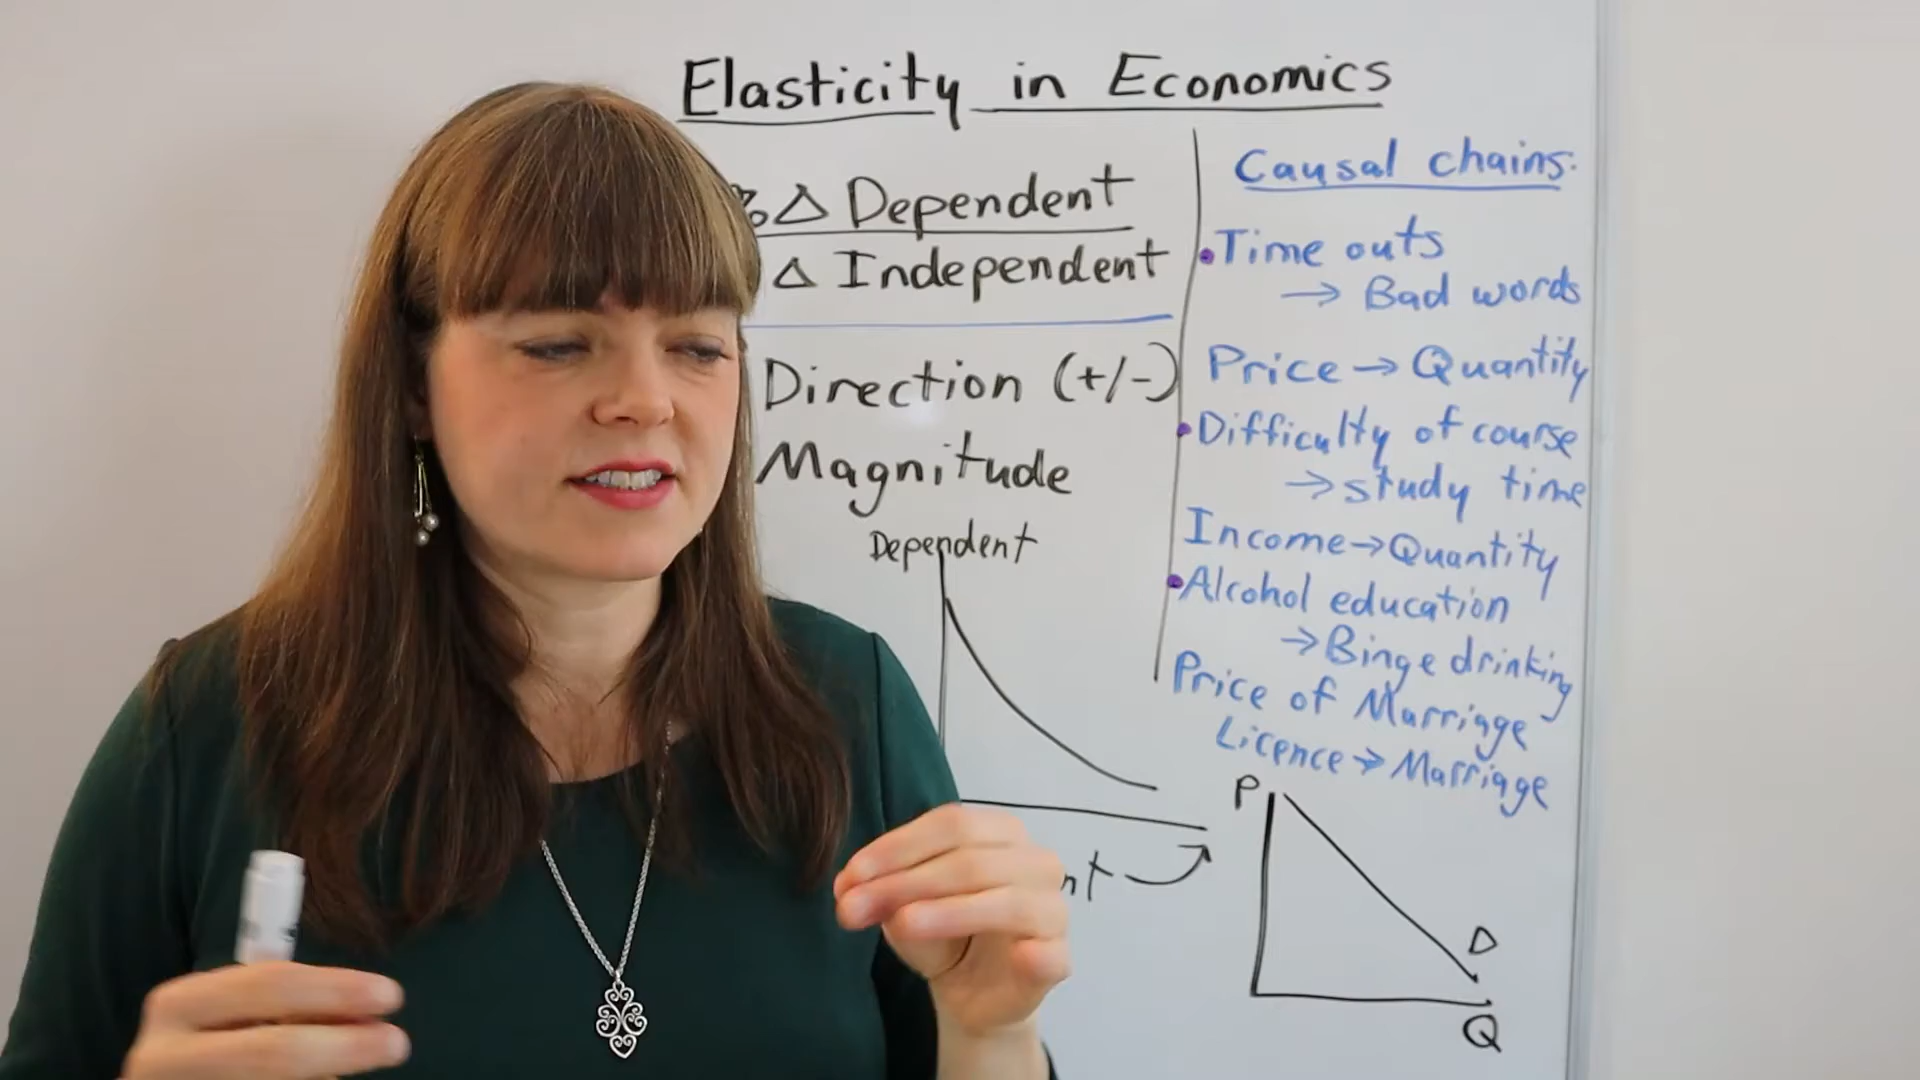 Elasticity in Economics
%Δ Dependent
Δ Independent
Direction (+/-)
Magnitude
Dependent
Causal chains:
• Time outs
→ Bad words
Price → Quantity
• Difficulty of course
→ study time
Income → Quantity
• Alcohol education
→ Binge drinking
Price of Marriage
Licence → Marriage
P
D
Q